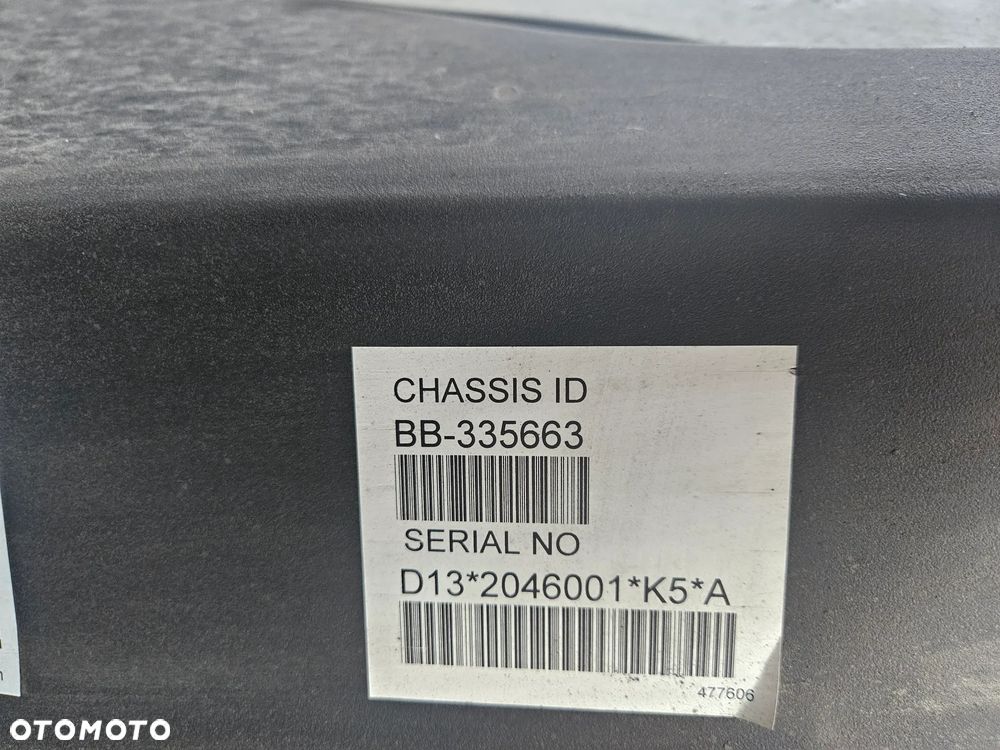 CHASSIS ID
BB-335663
SERIAL NO
D13*2046001*K5*A
477606
OTOMOTO